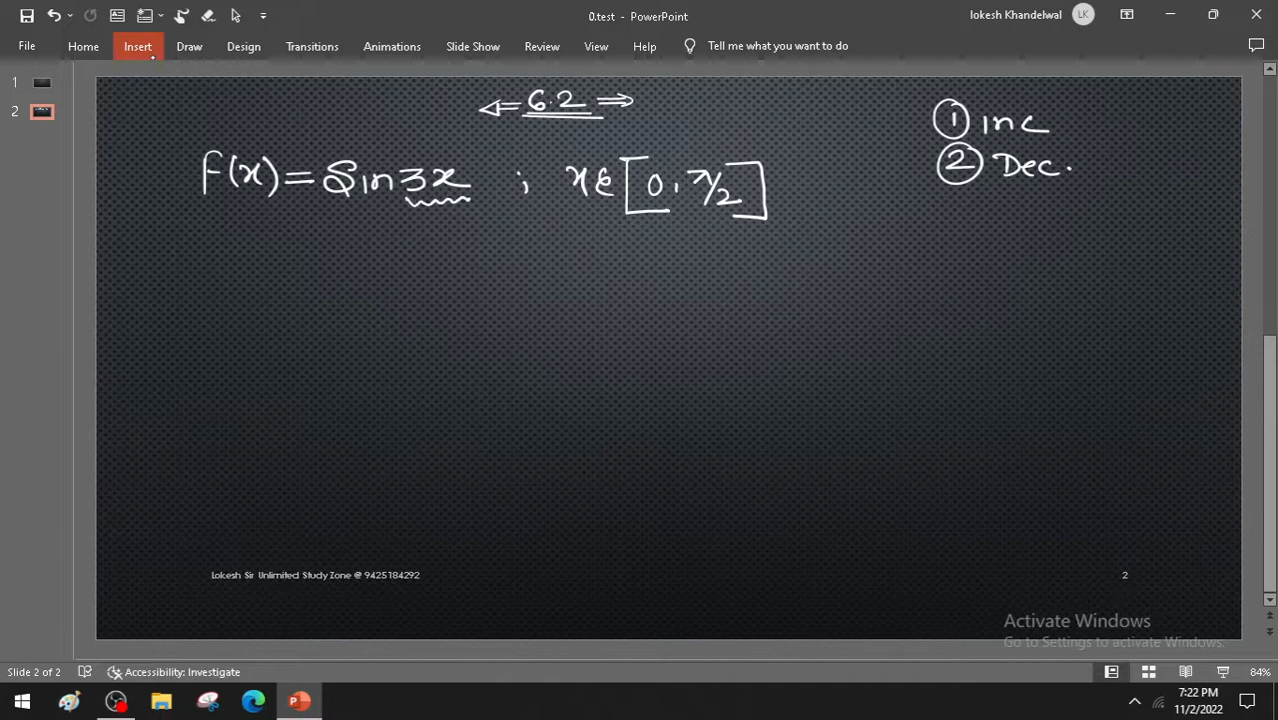 0.test - PowerPoint
lokesh Khandelwal LK
File Home Insert Draw Design Transitions Animations Slide Show Review View Help Tell me what you want to do
1
2
6.2
① inc
② Dec.
f(x) = Sin3x ; x∈[0, π/2]
Lokesh Sir Unlimited Study Zone @ 9425184292
2
Activate Windows
Go to Settings to activate Windows.
Slide 2 of 2 Accessibility: Investigate 84%
7:22 PM
11/2/2022